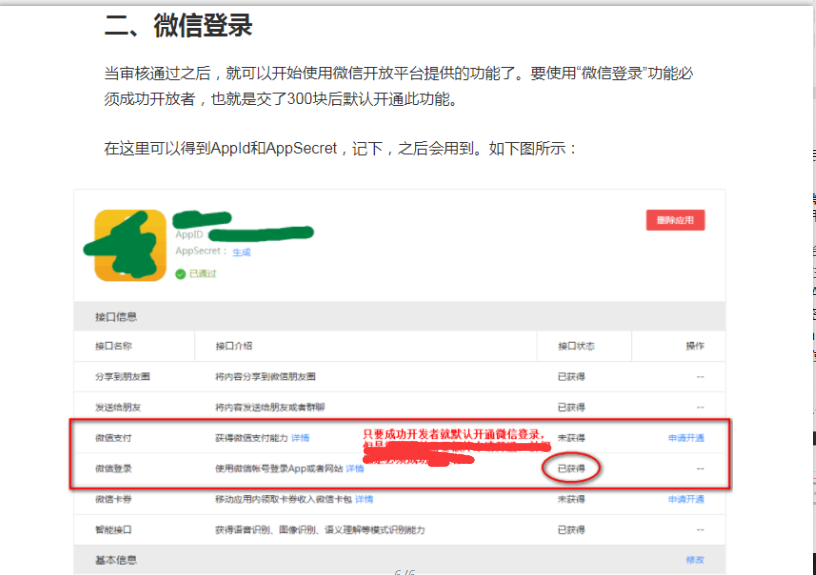 二、微信登录
当审核通过之后，就可以开始使用微信开放平台提供的功能了。要使用“微信登录”功能必
须成功开发者，也就是交了300块后默认开通此功能。
在这里可以得到AppId和AppSecret，记下，之后会用到。如下图所示：
AppID
删除应用
AppSecret： 生成
已通过
接口信息
接口名称 接口介绍 接口状态 操作
分享到朋友圈 将内容分享到微信朋友圈 已获得 --
发送给朋友 将内容发送给朋友或者群聊 已获得 --
只要成功开发者就默认开通微信登录，
微信支付 获得微信支付能力 详情 未获得 申请开通
微信登录 使用微信帐号登录App或者网站 详情 已获得 --
微信卡券 移动应用内领取卡券收入微信卡包 详情 未获得 申请开通
智能接口 获得语音识别、图像识别、语义理解等模式识别能力 已获得 --
基本信息 修改
6/6